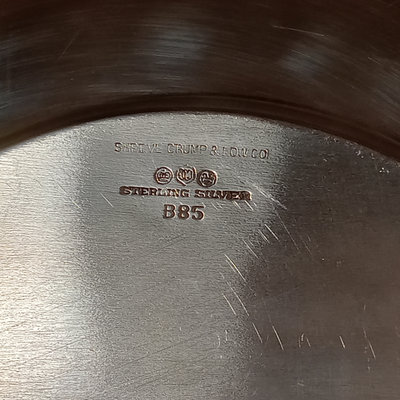 SHREVE CRUMP & LOW CO
STERLING SILVER
B85